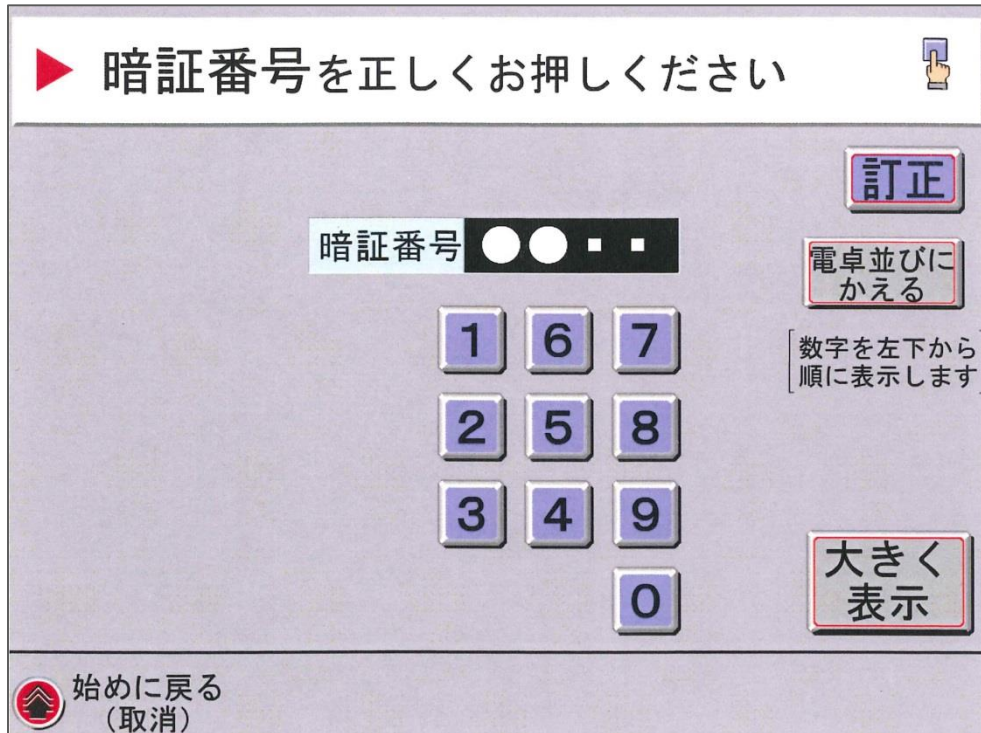 暗証番号を正しくお押しください
訂正
暗証番号
電卓並びに
かえる
数字を左下から
順に表示します
1 6 7
2 5 8
3 4 9
0
大きく
表示
始めに戻る
（取消）